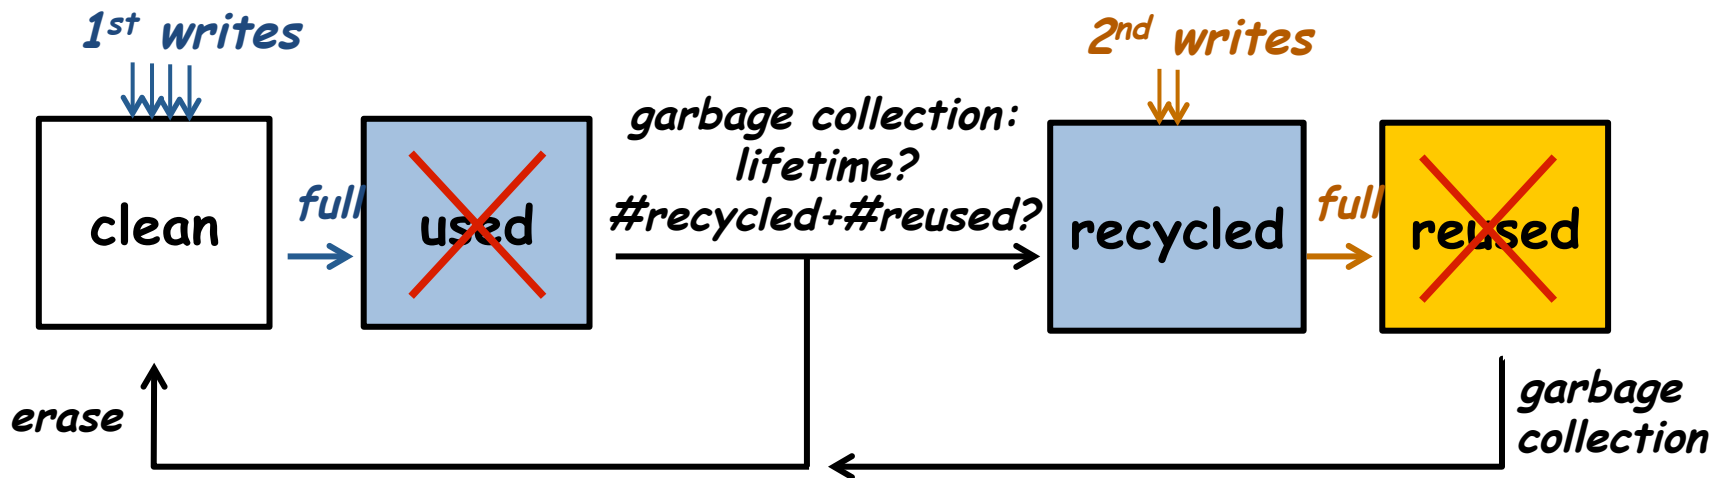 1st writes
2nd writes
garbage collection:
lifetime?
#recycled+#reused?
clean
full
used
recycled
full
reused
erase
garbage
collection